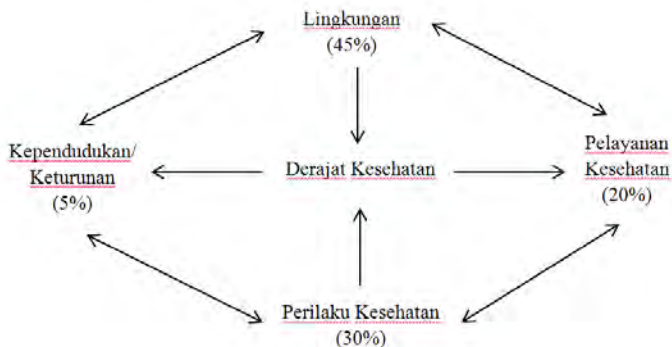 Lingkungan
(45%)
Kependudukan/
Keturunan
(5%)
Derajat Kesehatan
Pelayanan
Kesehatan
(20%)
Perilaku Kesehatan
(30%)